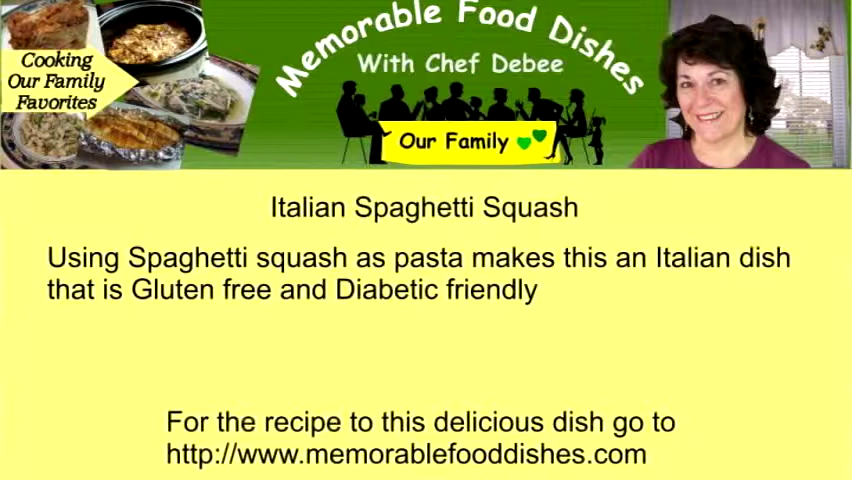 Memorable Food Dishes
With Chef Debee
Cooking
Our Family
Favorites
Our Family
Italian Spaghetti Squash
Using Spaghetti squash as pasta makes this an Italian dish
that is Gluten free and Diabetic friendly
For the recipe to this delicious dish go to
http://www.memorablefooddishes.com